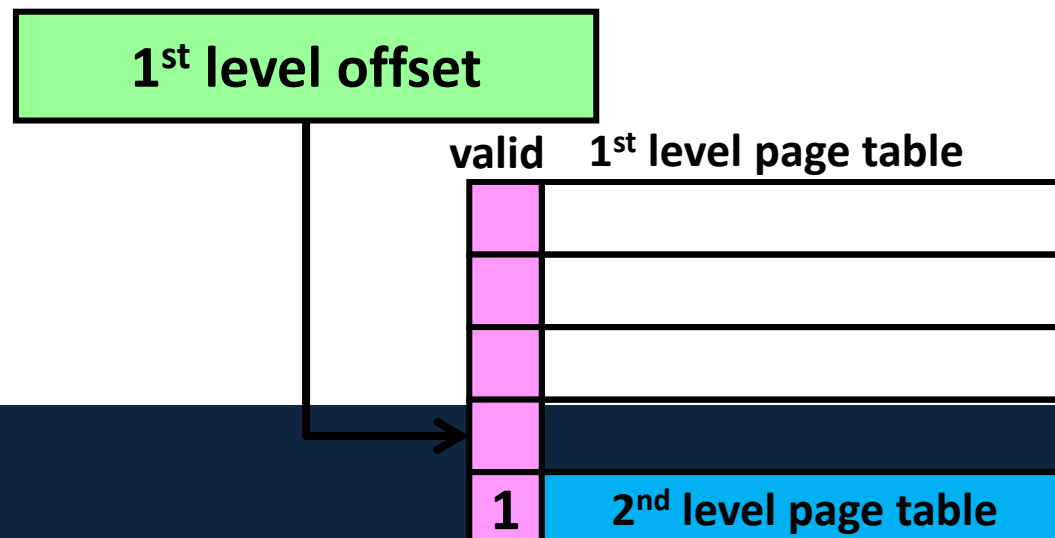 1st level offset
valid 1st level page table
1 2nd level page table